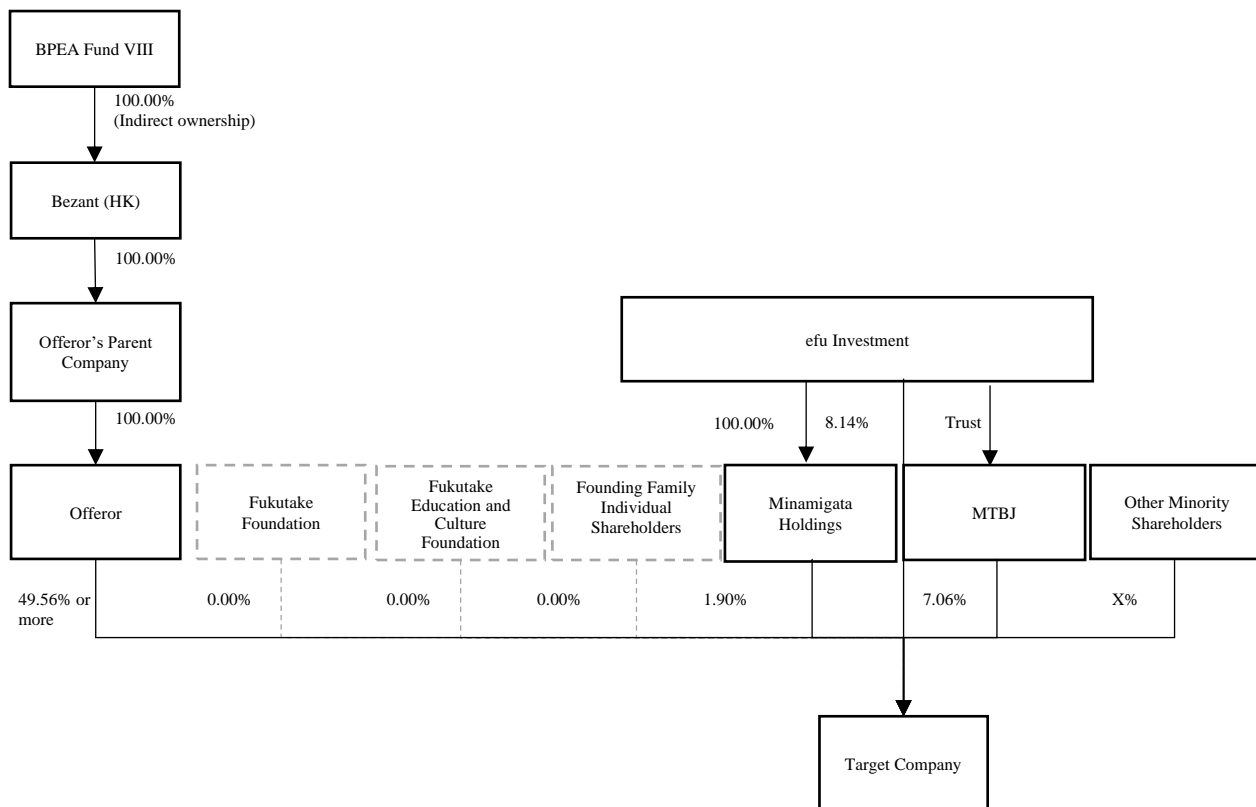 BPEA Fund VIII
100.00%
(Indirect ownership)
Bezant (HK)
100.00%
Offeror’s Parent
Company
efu Investment
100.00%
100.00%
8.14%
Trust
Offeror
Fukutake
Foundation
Fukutake
Education and
Culture
Foundation
Founding Family
Individual
Shareholders
Minamigata
Holdings
MTBJ
Other Minority
Shareholders
49.56% or
more
0.00%
0.00%
0.00%
1.90%
7.06%
X%
Target Company